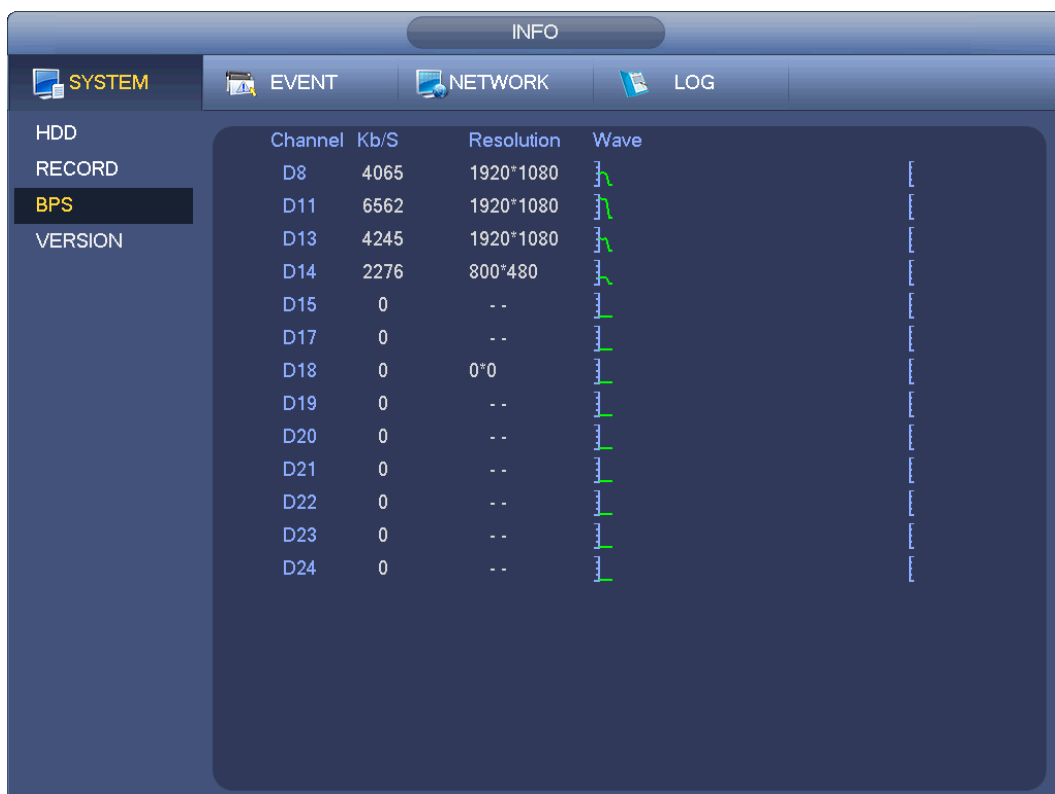 INFO
SYSTEM EVENT NETWORK LOG
HDD
RECORD
BPS
VERSION
Channel Kb/S Resolution Wave
D8 4065 1920*1080
D11 6562 1920*1080
D13 4245 1920*1080
D14 2276 800*480
D15 0 - -
D17 0 - -
D18 0 0*0
D19 0 - -
D20 0 - -
D21 0 - -
D22 0 - -
D23 0 - -
D24 0 - -